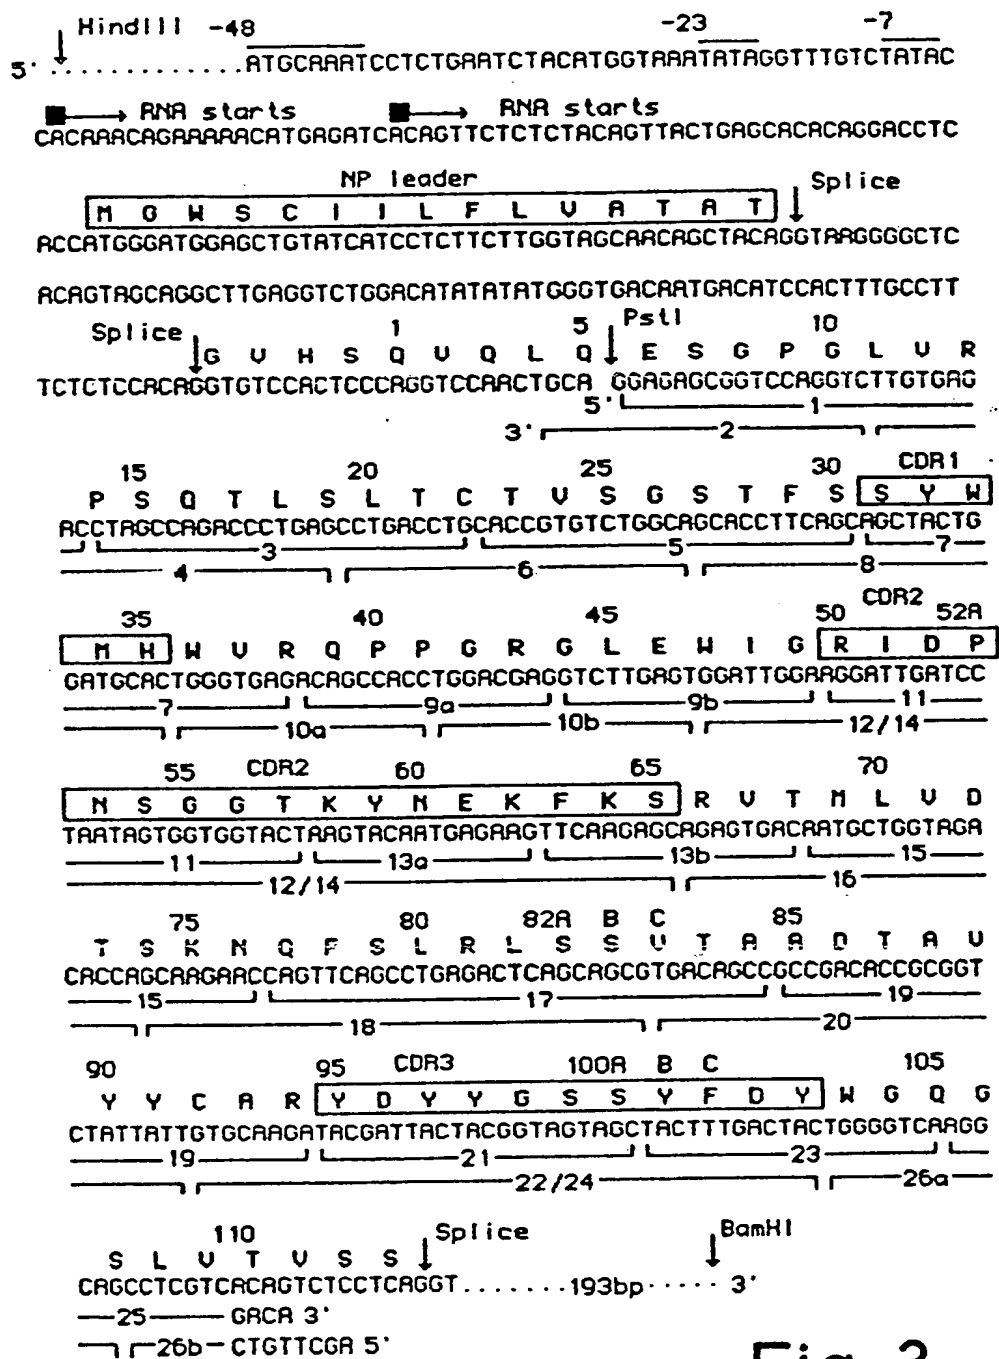 HindIII -48 -23 -7
5' .............ATGCAAATCCTCTGAATCTACATGGTAAATATAGGTTTGTCTATAC
RNA starts RNA starts
CACAAACAGAAAAACATGAGATCACAGTTCTCTCTACAGTTACTGAGCACACAGGACCTC
NP leader Splice
M G W S C I I L F L V A T A T
ACCATGGGATGGAGCTGTATCATCCTCTTCTTGGTAGCAACAGCTACAGGTAAGGGGCTC
ACAGTAGCAGGCTTGAGGTCTGGACATATATATGGGTGACAATGACATCCACTTTGCCTT
Splice 1 5 PstI 10
G V H S Q V Q L Q E S G P G L V R
TCTCTCCACAGGTGTCCACTCCCAGGTCCAACTGCA GGAGAGCGGTCCAGGTCTTGTGAG
5' 1
3' 2
15 20 25 30 CDR1
P S Q T L S L T C T V S G S T F S S Y W
ACCTAGCCAGACCCTGAGCCTGACCTGCACCGTGTCTGGCAGCACCTTCAGCAGCTACTG
3 5 7
4 6 8
35 40 45 50 CDR2 52A
M H W V R Q P P G R G L E W I G R I D P
GATGCACTGGGTGAGACAGCCACCTGGACGAGGTCTTGAGTGGATTGGAAGGATTGATCC
7 9a 9b 11
10a 10b 12/14
55 CDR2 60 65 70
N S G G T K Y N E K F K S R V T M L V D
TAATAGTGGTGGTACTAAGTACAATGAGAAGTTCAAGAGCAGAGTGACAATGCTGGTAGA
11 13a 13b 15
12/14 16
75 80 82A B C 85
T S K N Q F S L R L S S V T A A D T A V
CACCAGCAAGAACCAGTTCAGCCTGAGACTCAGCAGCGTGACAGCCGCCGACACCGCGGT
15 17 19
18 20
90 95 CDR3 100A B C 105
Y Y C A R Y D Y Y G S S Y F D Y W G Q G
CTATTATTGTGCAAGATACGATTACTACGGTAGTAGCTACTTTGACTACTGGGGTCAAGG
19 21 23
22/24 26a
110 Splice BamHI
S L V T V S S
CAGCCTCGTCACAGTCTCCTCAGGT.......193bp..... 3'
25 GACA 3'
26b CTGTTCGA 5'